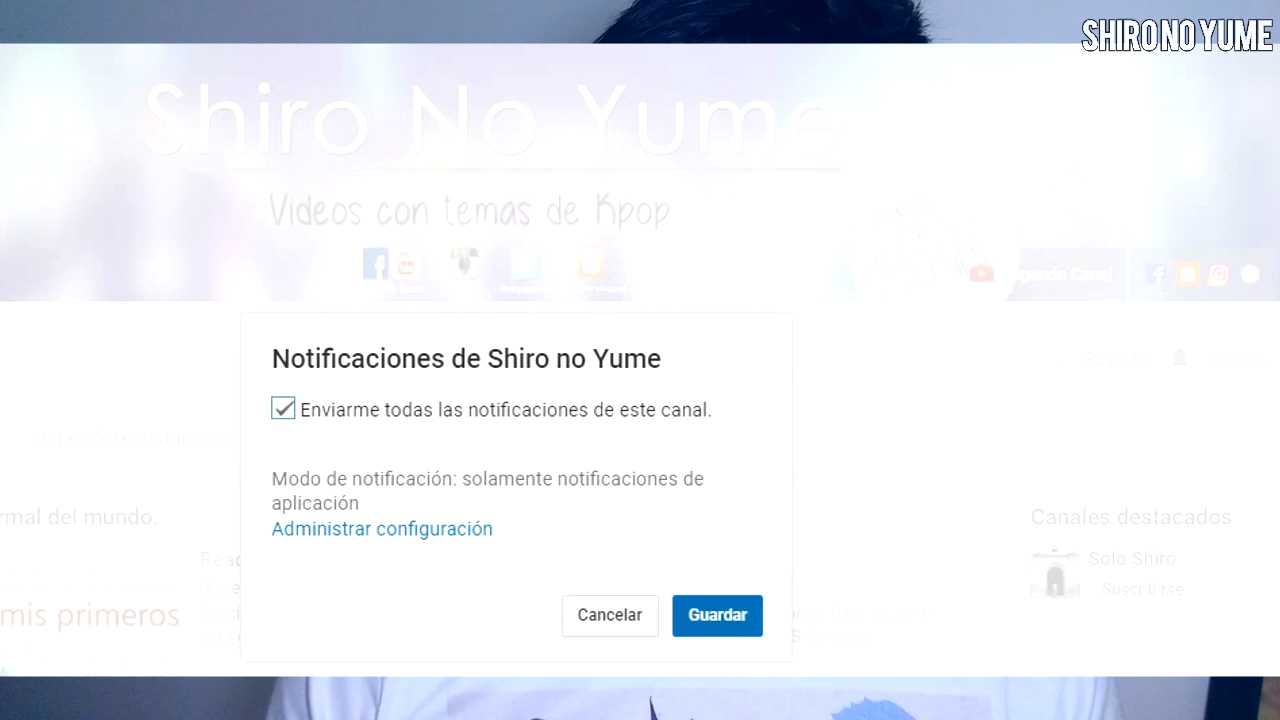 SHIRO NO YUME
Shiro No Yume
Videos con temas de Kpop
Notificaciones de Shiro no Yume
Enviarme todas las notificaciones de este canal.
Modo de notificación: solamente notificaciones de
aplicación
Administrar configuración
rmal del mundo.
Canales destacados
Solo Shiro
Suscribirse
mis primeros
Cancelar
Guardar